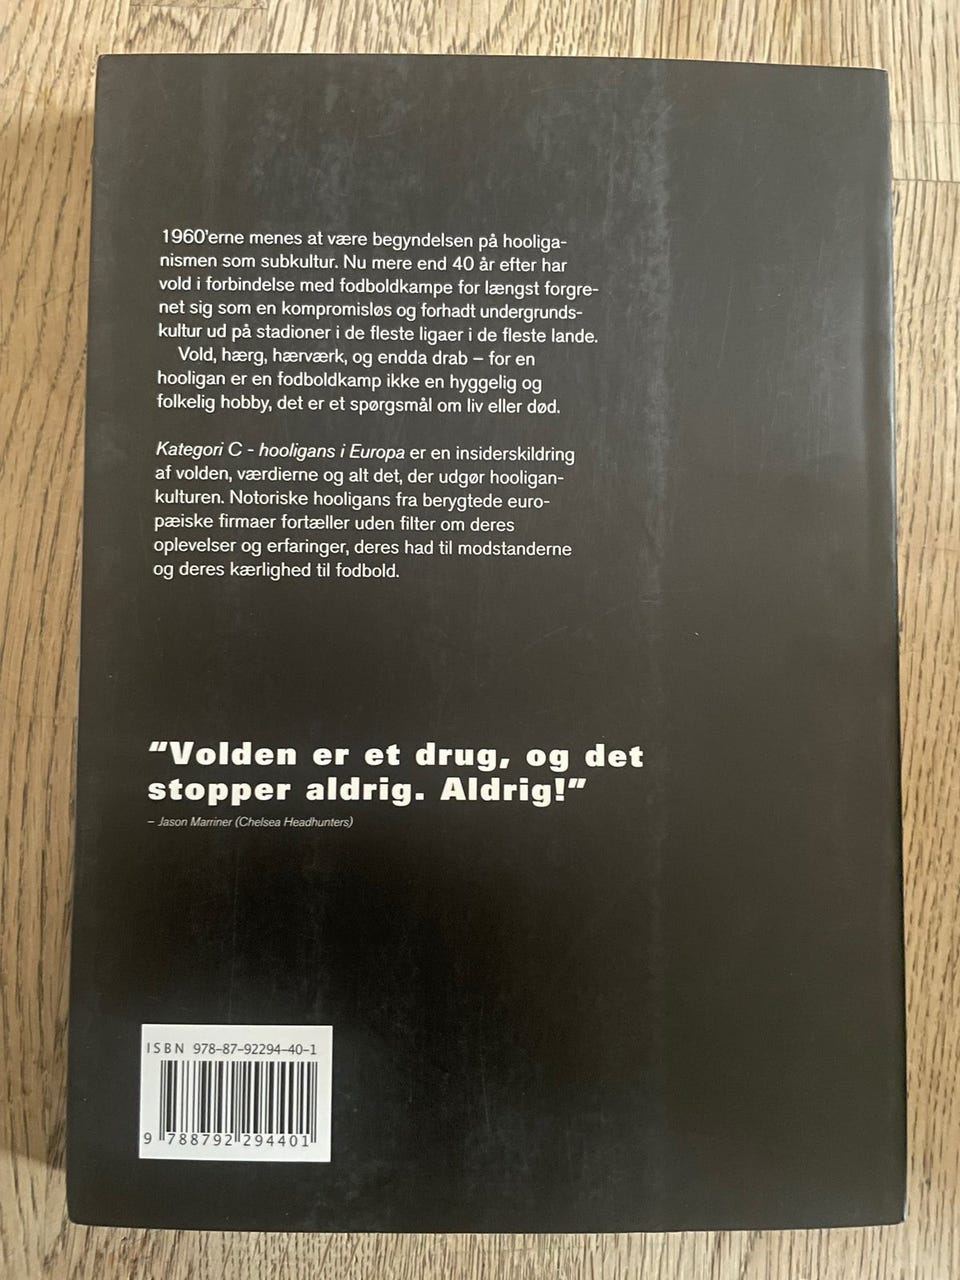 1960'erne menes at være begyndelsen på hooliga-
nismen som subkultur. Nu mere end 40 år efter har
vold i forbindelse med fodboldkampe for længst forgre-
net sig som en kompromisløs og forhadt undergrunds-
kultur ud på stadioner i de fleste ligaer i de fleste lande.
Vold, hærg, hærværk, og endda drab – for en
hooligan er en fodboldkamp ikke en hyggelig og
folkelig hobby, det er et spørgsmål om liv eller død.
Kategori C - hooligans i Europa er en insiderskildring
af volden, værdierne og alt det, der udgør hooligan-
kulturen. Notoriske hooligans fra berygtede euro-
pæiske firmaer fortæller uden filter om deres
oplevelser og erfaringer, deres had til modstanderne
og deres kærlighed til fodbold.
“Volden er et drug, og det
stopper aldrig. Aldrig!”
– Jason Marriner (Chelsea Headhunters)
ISBN 978-87-92294-40-1
9 788792 294401